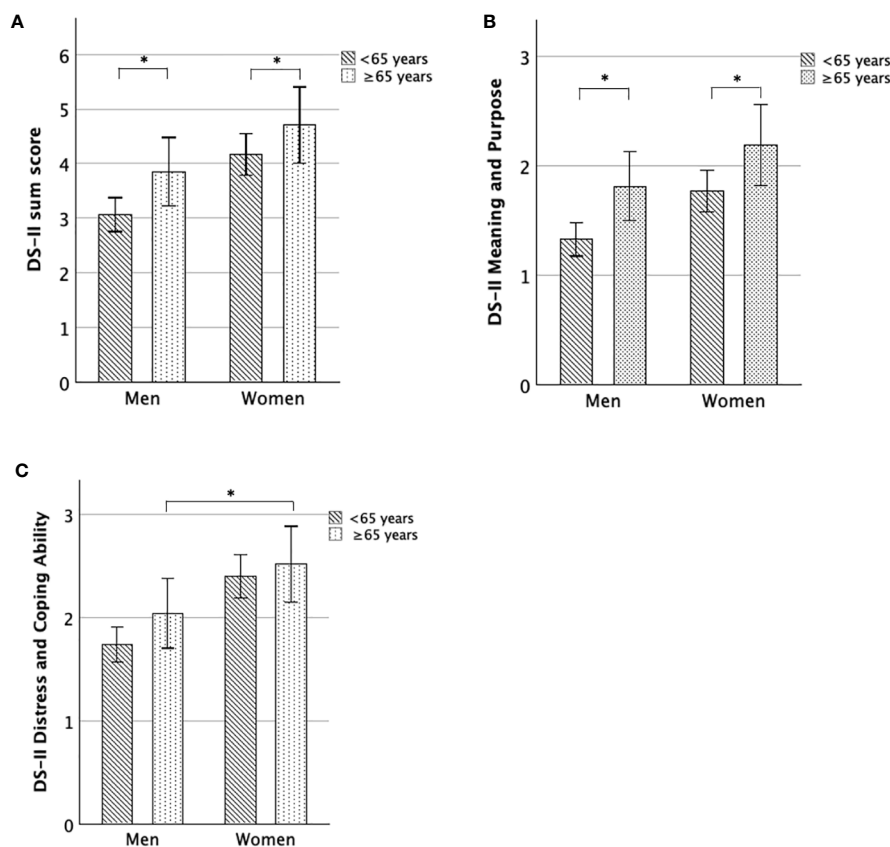 A
DS-II sum score
6
5
4
3
2
1
0
*
*
<65 years
≥65 years
Men
Women
B
DS-II Meaning and Purpose
3
2
1
0
*
*
<65 years
≥65 years
Men
Women
C
DS-II Distress and Coping Ability
3
2
1
0
*
<65 years
≥65 years
Men
Women